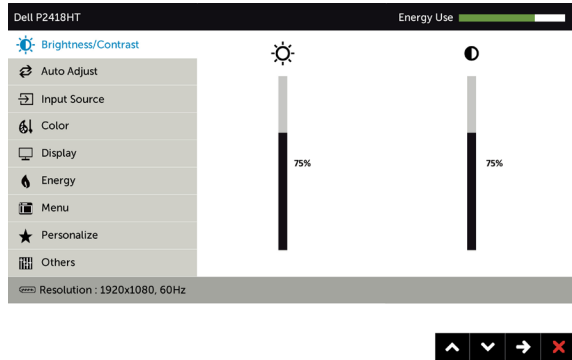 Dell P2418HT
Energy Use
Brightness/Contrast
Auto Adjust
Input Source
Color
Display
Energy
Menu
Personalize
Others
75%
75%
Resolution : 1920x1080, 60Hz